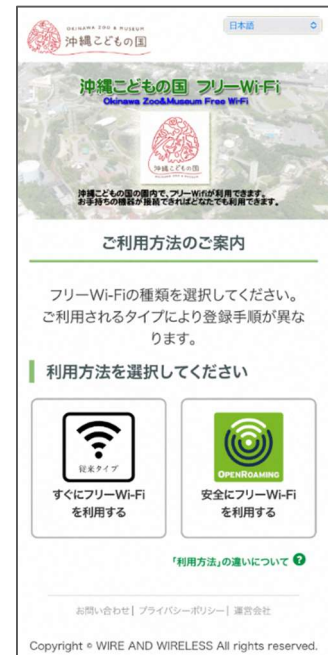 OKINAWA ZOO & MUSEUM
沖縄こどもの国
日本語
沖縄こどもの国 フリーWi-Fi
Okinawa Zoo&Museum Free Wi-Fi
沖縄こどもの国
沖縄こどもの国の園内で、フリーWifiが利用できます。
お手持ちの機器が接続できればどなたでも利用できます。
ご利用方法のご案内
フリーWi-Fiの種類を選択してください。
ご利用されるタイプにより登録手順が異な
ります。
利用方法を選択してください
従来タイプ
すぐにフリーWi-Fi
を利用する
OPENROAMING
安全にフリーWi-Fi
を利用する
「利用方法」の違いについて ?
お問い合わせ| プライバシーポリシー| 運営会社
Copyright © WIRE AND WIRELESS All rights reserved.